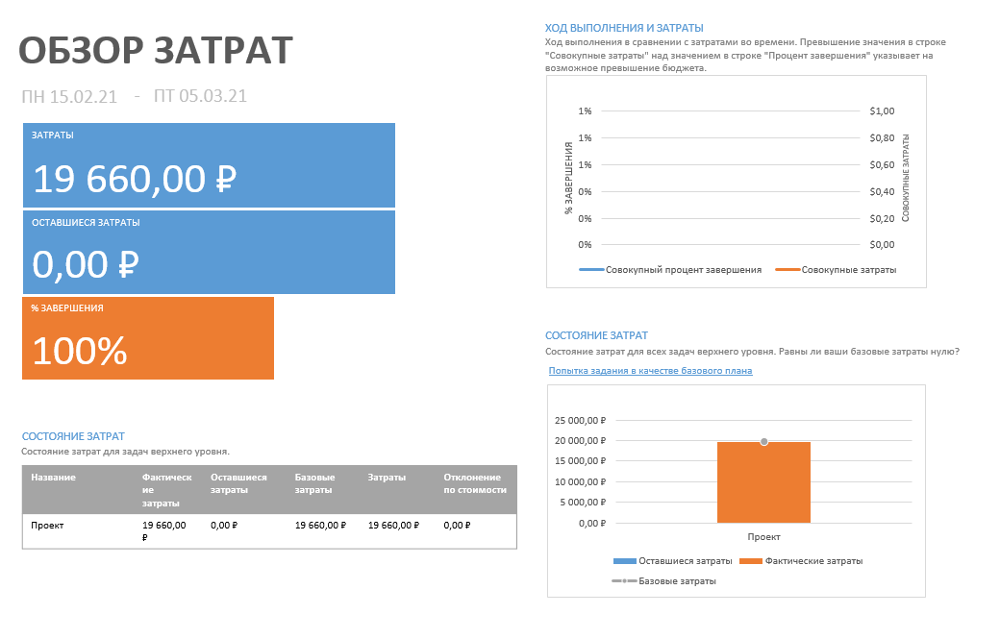 ОБЗОР ЗАТРАТ
ПН 15.02.21 - ПТ 05.03.21
ЗАТРАТЫ
19 660,00 ₽
ОСТАВШИЕСЯ ЗАТРАТЫ
0,00 ₽
% ЗАВЕРШЕНИЯ
100%
СОСТОЯНИЕ ЗАТРАТ
Состояние затрат для задач верхнего уровня.
Название Фактическ Оставшиеся Базовые Затраты Отклонение
ие затраты затраты по стоимости
затраты
Проект 19 660,00 0,00 ₽ 19 660,00 ₽ 19 660,00 ₽ 0,00 ₽
₽
ХОД ВЫПОЛНЕНИЯ И ЗАТРАТЫ
Ход выполнения в сравнении с затратами во времени. Превышение значения в строке
"Совокупные затраты" над значением в строке "Процент завершения" указывает на
возможное превышение бюджета.
% ЗАВЕРШЕНИЯ
1% $1,00
1% $0,80
1% $0,60
0% $0,40
0% $0,20
0% $0,00
СОВОКУПНЫЕ ЗАТРАТЫ
Совокупный процент завершения Совокупные затраты
СОСТОЯНИЕ ЗАТРАТ
Состояние затрат для всех задач верхнего уровня. Равны ли ваши базовые затраты нулю?
Попытка задания в качестве базового плана
25 000,00 ₽
20 000,00 ₽
15 000,00 ₽
10 000,00 ₽
5 000,00 ₽
0,00 ₽
Проект
Оставшиеся затраты Фактические затраты
Базовые затраты